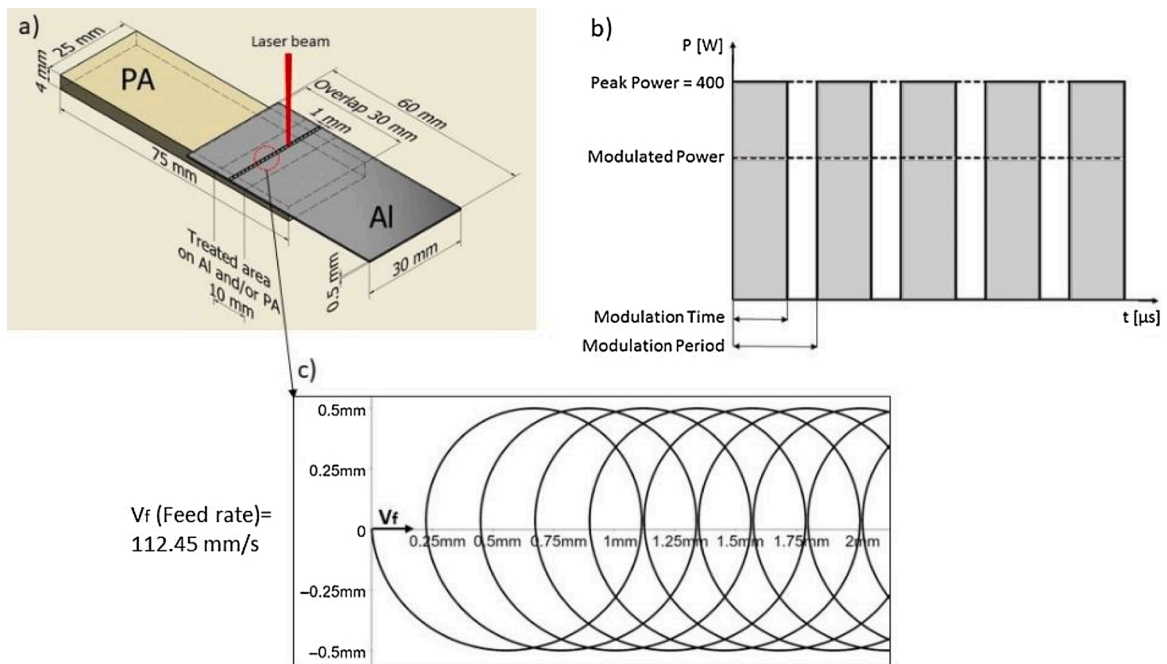 a)
25 mm
4 mm
PA
Laser beam
Overlap 30 mm
60 mm
1 mm
75 mm
Al
Treated area
on Al and/or PA
10 mm
0.5 mm
30 mm
b)
P [W]
Peak Power = 400
Modulated Power
Modulation Time
t [µs]
Modulation Period
c)
0.5mm
0.25mm
Vf (Feed rate)=
112.45 mm/s
0
Vf
0.25mm 0.5mm 0.75mm 1mm 1.25mm 1.5mm 1.75mm 2mm
−0.25mm
−0.5mm